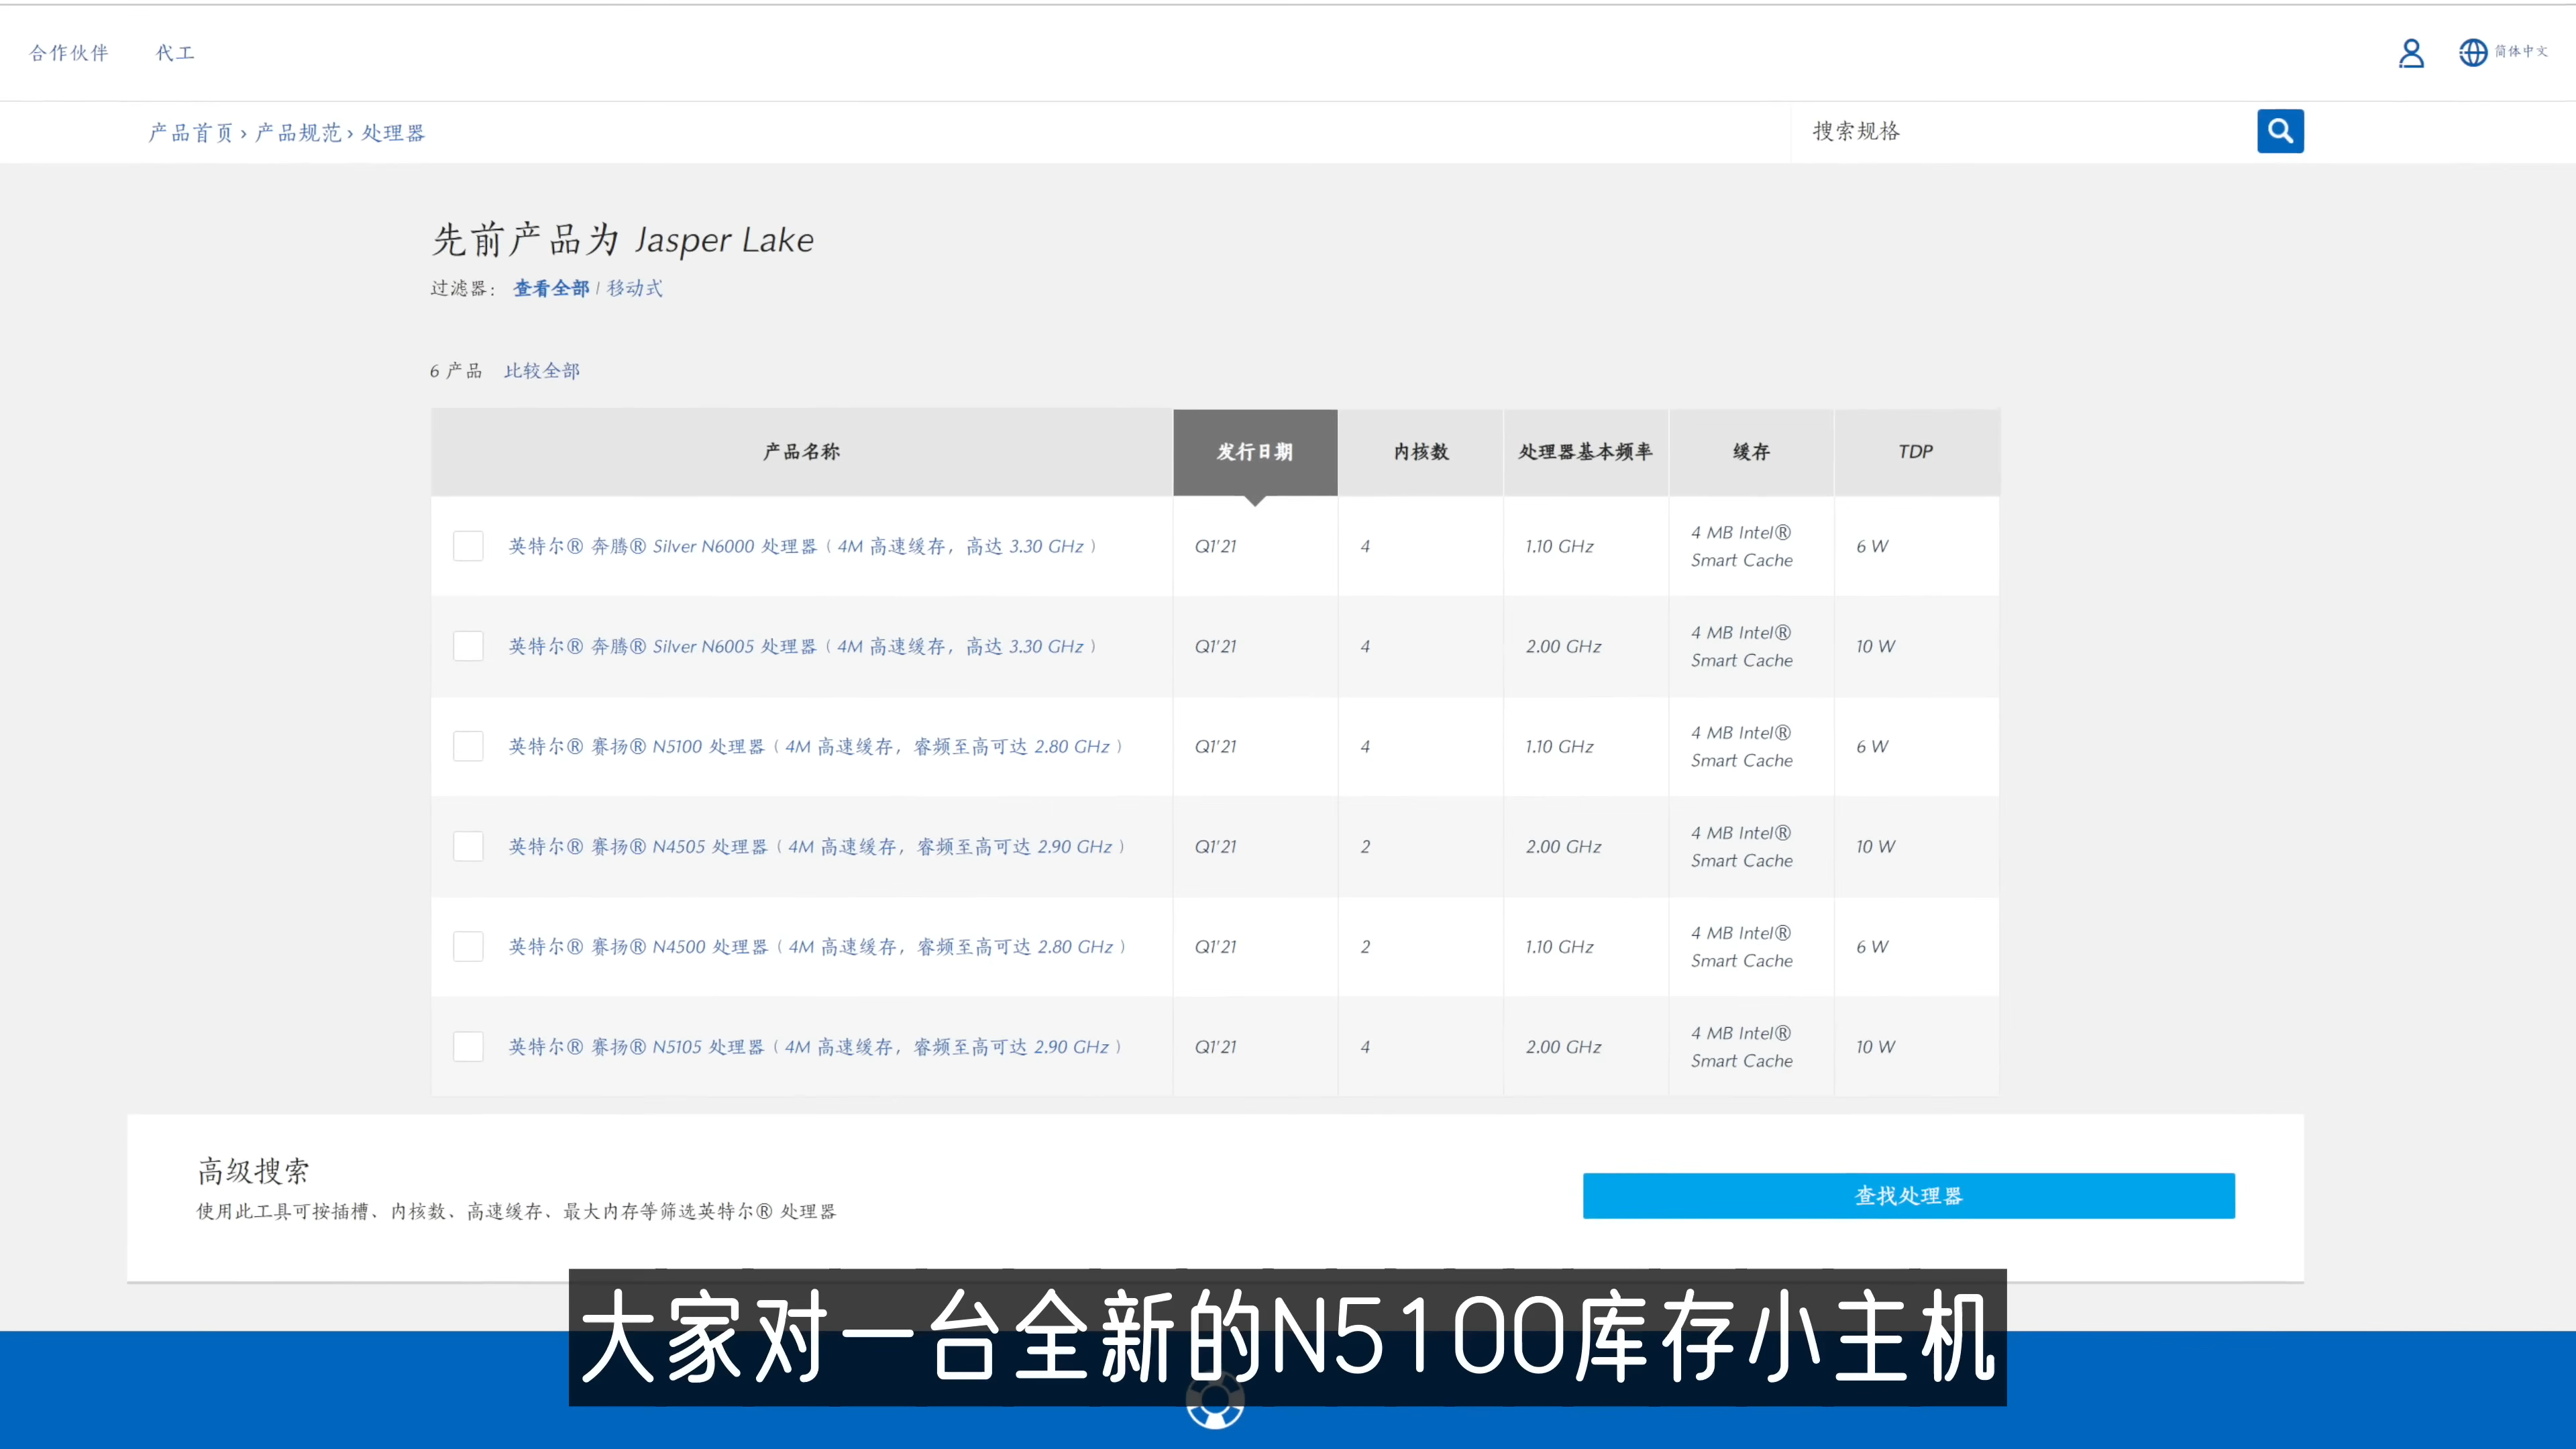 合作伙伴 代工 简体中文
产品首页 › 产品规范 › 处理器 搜索规格
先前产品为 Jasper Lake
过滤器： 查看全部 | 移动式
6 产品 比较全部
产品名称 发行日期 内核数 处理器基本频率 缓存 TDP
英特尔® 奔腾® Silver N6000 处理器（4M 高速缓存，高达 3.30 GHz） Q1'21 4 1.10 GHz 4 MB Intel® Smart Cache 6 W
英特尔® 奔腾® Silver N6005 处理器（4M 高速缓存，高达 3.30 GHz） Q1'21 4 2.00 GHz 4 MB Intel® Smart Cache 10 W
英特尔® 赛扬® N5100 处理器（4M 高速缓存，睿频至高可达 2.80 GHz） Q1'21 4 1.10 GHz 4 MB Intel® Smart Cache 6 W
英特尔® 赛扬® N4505 处理器（4M 高速缓存，睿频至高可达 2.90 GHz） Q1'21 2 2.00 GHz 4 MB Intel® Smart Cache 10 W
英特尔® 赛扬® N4500 处理器（4M 高速缓存，睿频至高可达 2.80 GHz） Q1'21 2 1.10 GHz 4 MB Intel® Smart Cache 6 W
英特尔® 赛扬® N5105 处理器（4M 高速缓存，睿频至高可达 2.90 GHz） Q1'21 4 2.00 GHz 4 MB Intel® Smart Cache 10 W
高级搜索
使用此工具可按插槽、内核数、高速缓存、最大内存等筛选英特尔® 处理器
查找处理器
大家对一台全新的N5100库存小主机